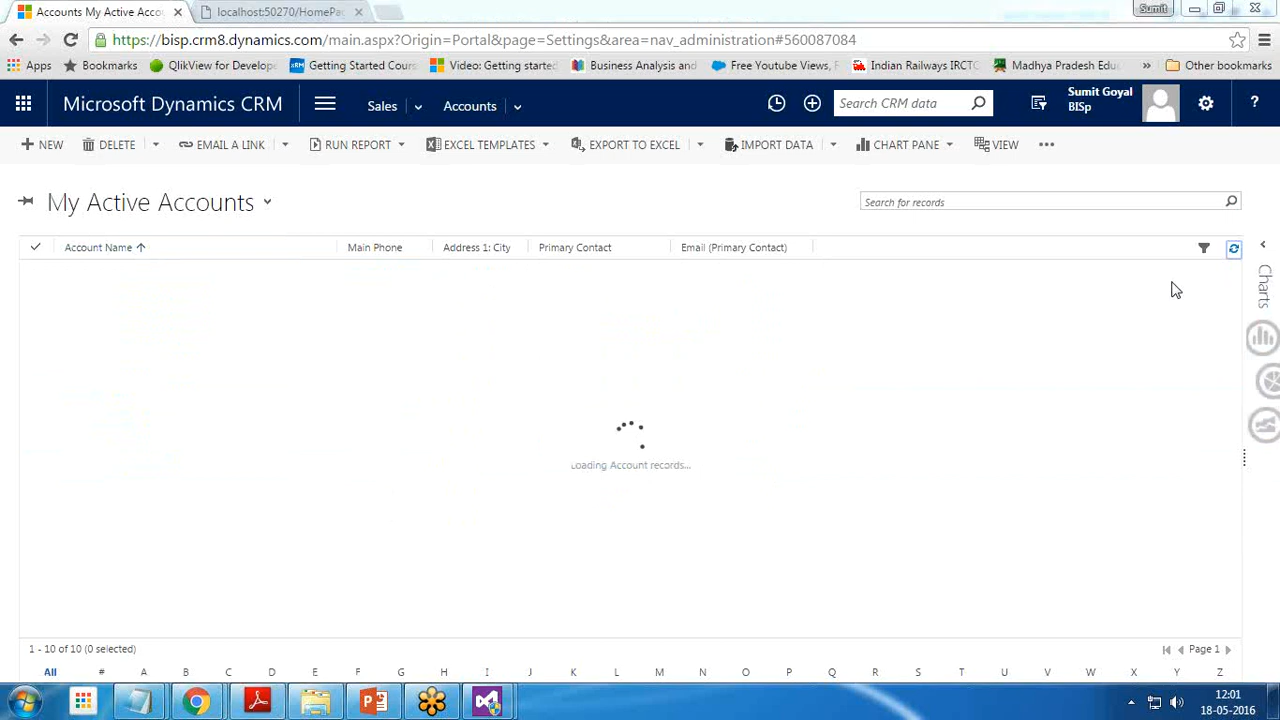 Accounts My Active Accou
localhost:50270/HomePac
Sumit
https://bisp.crm8.dynamics.com/main.aspx?Origin=Portal&page=Settings&area=nav_administration#560087084
Apps
Bookmarks
QlikView for Develope
Getting Started Cours
Video: Getting started
Business Analysis and
Free Youtube Views, F
Indian Railways IRCTC
Madhya Pradesh Edu
»
Other bookmarks
Microsoft Dynamics CRM
Sales
Accounts
Search CRM data
Sumit Goyal
BISp
?
NEW
DELETE
EMAIL A LINK
RUN REPORT
EXCEL TEMPLATES
EXPORT TO EXCEL
IMPORT DATA
CHART PANE
VIEW
My Active Accounts
Search for records
Account Name
Main Phone
Address 1: City
Primary Contact
Email (Primary Contact)
Charts
Loading Account records...
1 - 10 of 10 (0 selected)
Page 1
All # A B C D E F G H I J K L M N O P Q R S T U V W X Y Z
12:01
18-05-2016